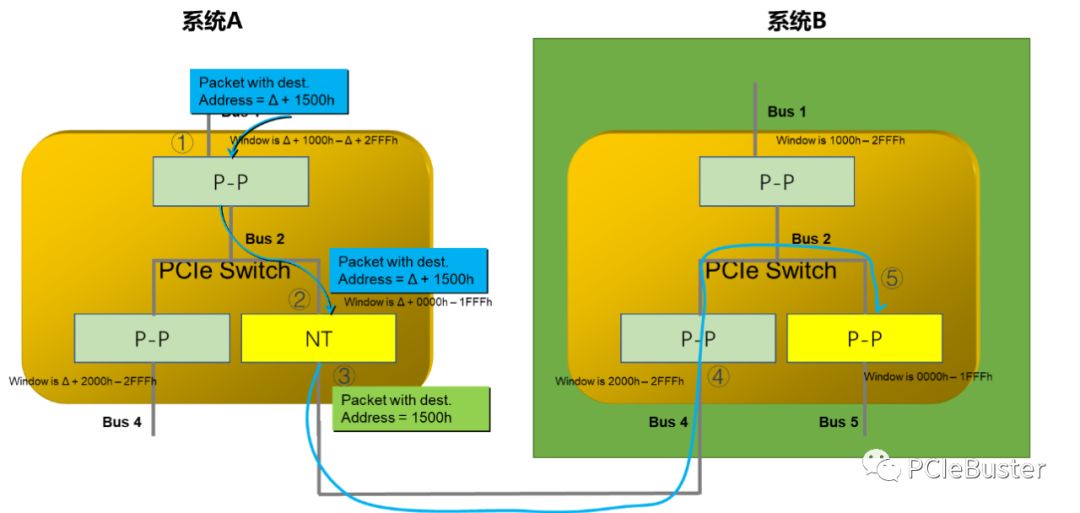 系统A
系统B
Packet with dest.
Address = Δ + 1500h
①
Window is Δ + 1000h – Δ + 2FFFh
P-P
Bus 2
Packet with dest.
Address = Δ + 1500h
PCIe Switch
②
Window is Δ + 0000h – 1FFFh
P-P
NT
③
Window is Δ + 2000h – 2FFFh
Packet with dest.
Address = 1500h
Bus 4
Bus 1
Window is 1000h – 2FFFh
P-P
Bus 2
PCIe Switch
⑤
P-P
P-P
④
Window is 2000h – 2FFFh
Window is 0000h – 1FFFh
Bus 4
Bus 5
PCIeBuster